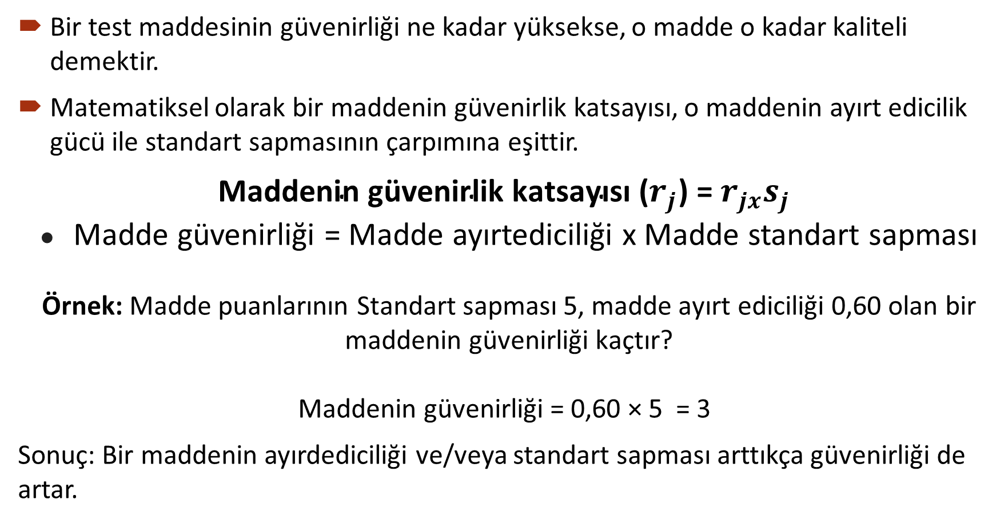 Bir test maddesinin güvenirliği ne kadar yüksekse, o madde o kadar kaliteli
demektir.
Matematiksel olarak bir maddenin güvenirlik katsayısı, o maddenin ayırt edicilik
gücü ile standart sapmasının çarpımına eşittir.
Maddenin güvenirlik katsayısı (r_j) = r_{jx}s_j
• Madde güvenirliği = Madde ayırtediciliği x Madde standart sapması
Örnek: Madde puanlarının Standart sapması 5, madde ayırt ediciliği 0,60 olan bir
maddenin güvenirliği kaçtır?
Maddenin güvenirliği = 0,60 × 5 = 3
Sonuç: Bir maddenin ayırdediciliği ve/veya standart sapması arttıkça güvenirliği de
artar.